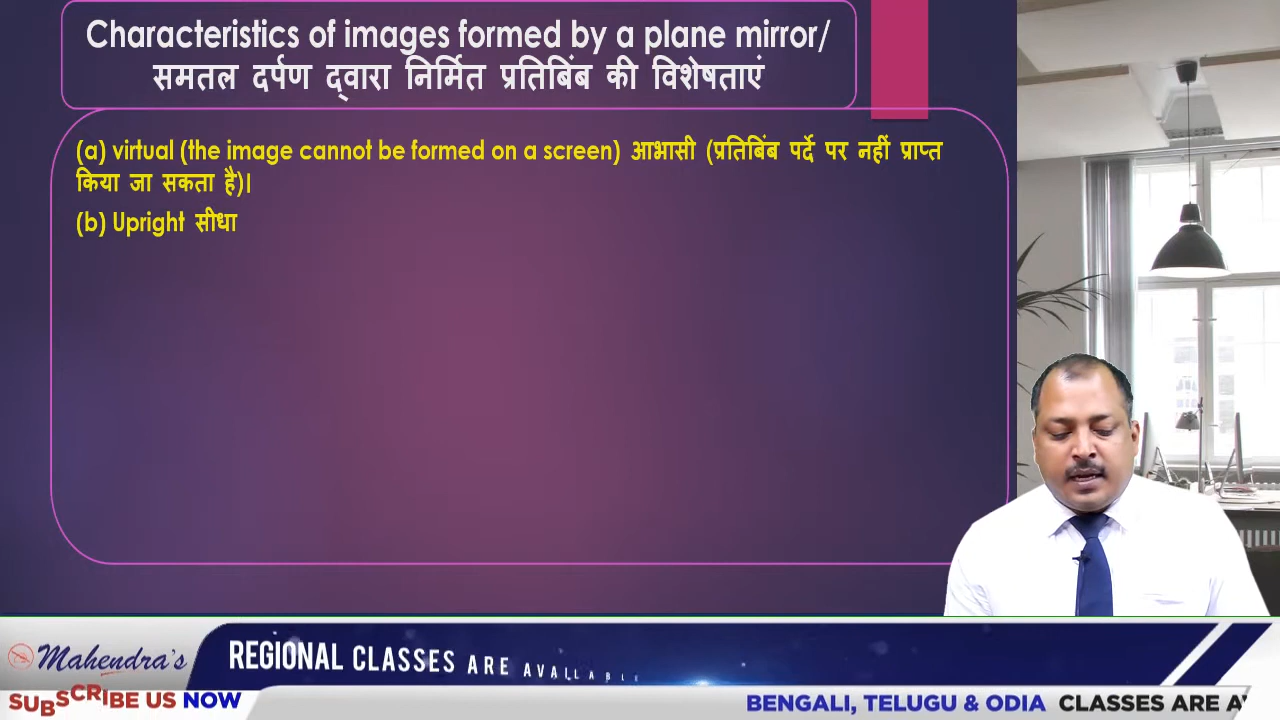 Characteristics of images formed by a plane mirror/
समतल दर्पण द्वारा निर्मित प्रतिबिंब की विशेषताएं
(a) virtual (the image cannot be formed on a screen) आभासी (प्रतिबिंब पर्दे पर नहीं प्राप्त
किया जा सकता है)।
(b) Upright सीधा
Mahendra's
REGIONAL CLASSES ARE AVAILABLE
SUBSCRIBE US NOW
BENGALI, TELUGU & ODIA CLASSES ARE